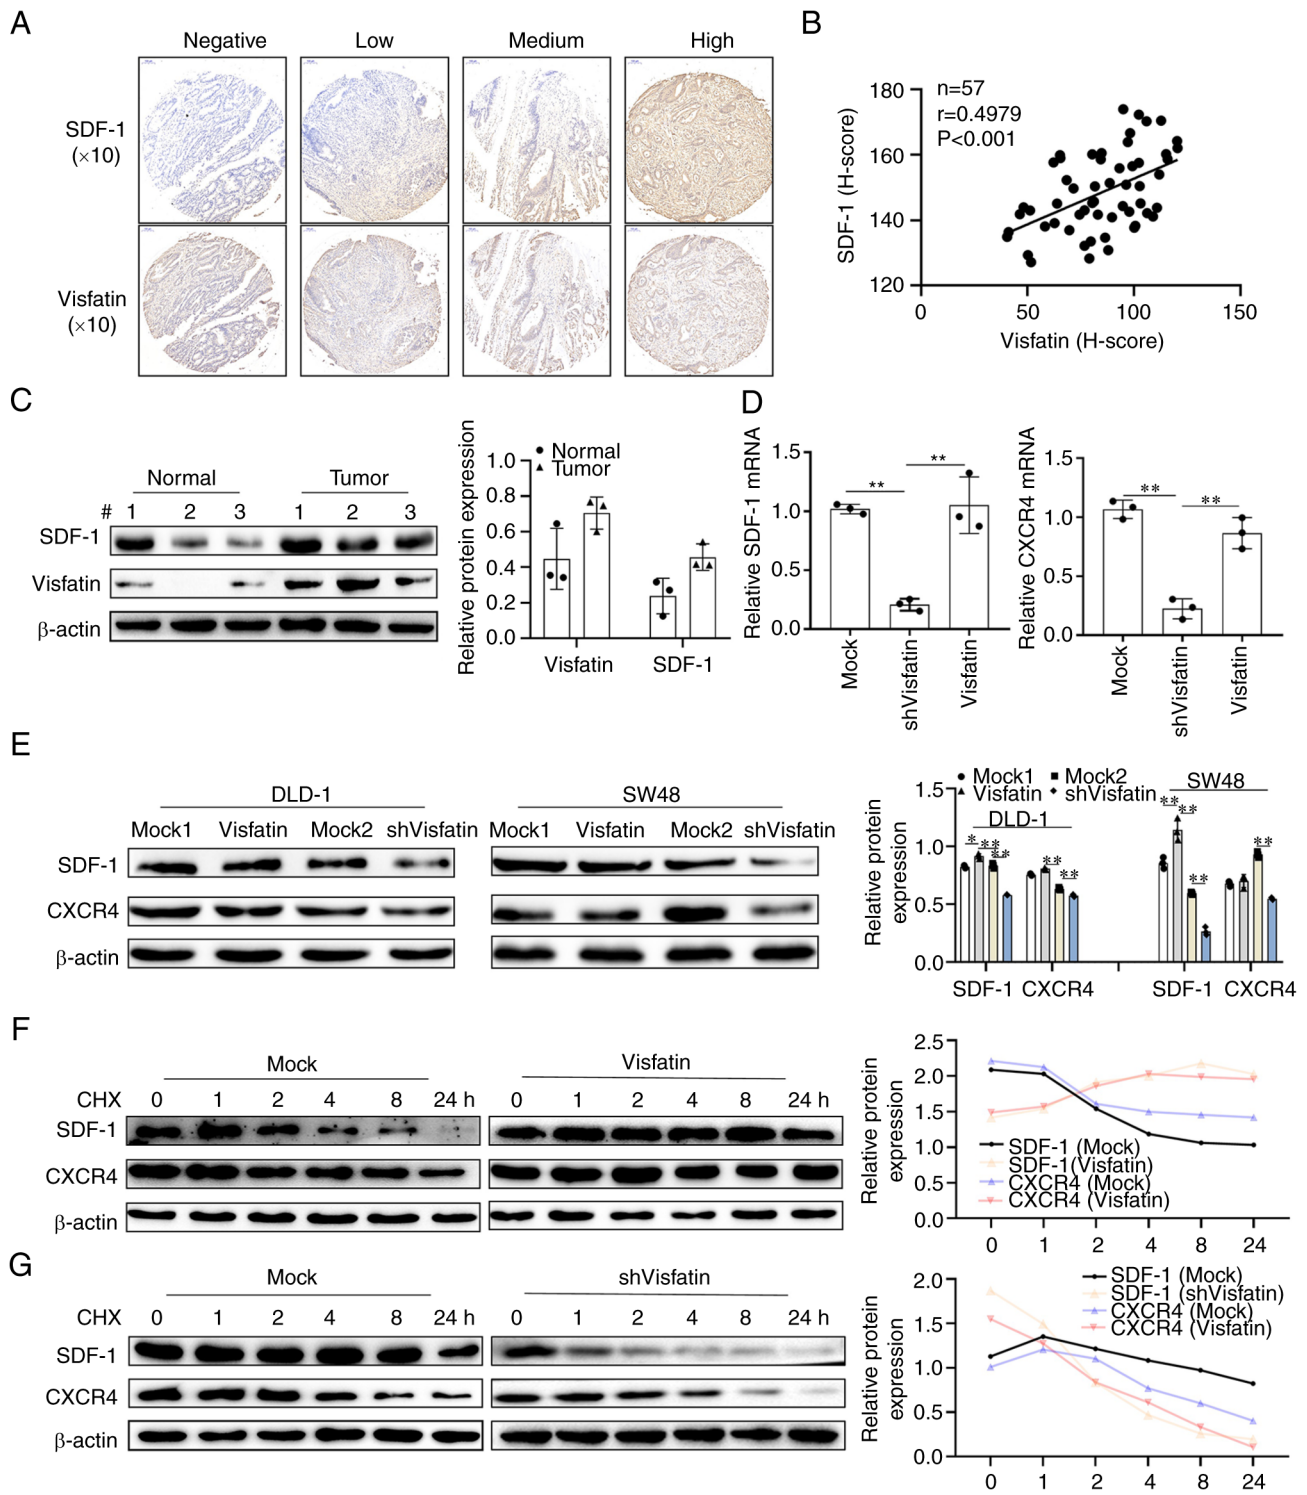 A
Negative Low Medium High
SDF-1
(×10)
Visfatin
(×10)
B
n=57
r=0.4979
P<0.001
SDF-1 (H-score)
180
160
140
120
0 50 100 150
Visfatin (H-score)
C
Normal Tumor
# 1 2 3 1 2 3
SDF-1
Visfatin
β-actin
Relative protein expression
Normal
Tumor
1.0
0.8
0.6
0.4
0.2
0.0
Visfatin SDF-1
D
Relative SDF-1 mRNA
1.5
1.0
0.5
0.0
** **
Mock shVisfatin Visfatin
Relative CXCR4 mRNA
1.5
1.0
0.5
0.0
** **
Mock shVisfatin Visfatin
E
DLD-1 SW48
Mock1 Visfatin Mock2 shVisfatin Mock1 Visfatin Mock2 shVisfatin
SDF-1
CXCR4
β-actin
Relative protein
expression
Mock1 Mock2
Visfatin shVisfatin
SW48
DLD-1
1.5
1.0
0.5
0.0
* ** ** ** ** ** ** ** **
SDF-1 CXCR4 SDF-1 CXCR4
F
Mock Visfatin
CHX 0 1 2 4 8 24 h 0 1 2 4 8 24 h
SDF-1
CXCR4
β-actin
Relative protein
expression
2.5
2.0
1.5
1.0
0.5
0.0
SDF-1 (Mock)
SDF-1(Visfatin)
CXCR4 (Mock)
CXCR4 (Visfatin)
0 1 2 4 8 24
G
Mock shVisfatin
CHX 0 1 2 4 8 24 h 0 1 2 4 8 24 h
SDF-1
CXCR4
β-actin
Relative protein
expression
2.0
1.5
1.0
0.5
0.0
SDF-1 (Mock)
SDF-1 (shVisfatin)
CXCR4 (Mock)
CXCR4 (Visfatin)
0 1 2 4 8 24